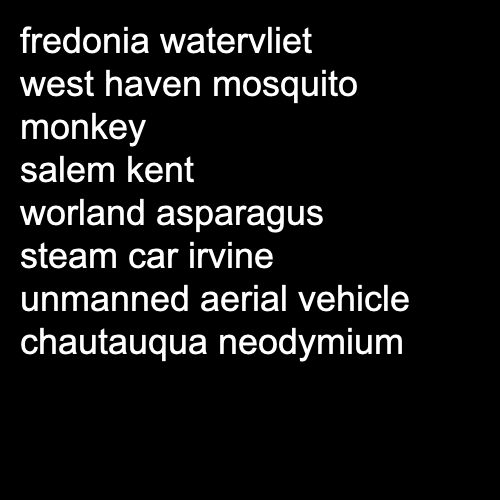 fredonia watervliet
west haven mosquito
monkey
salem kent
worland asparagus
steam car irvine
unmanned aerial vehicle
chautauqua neodymium